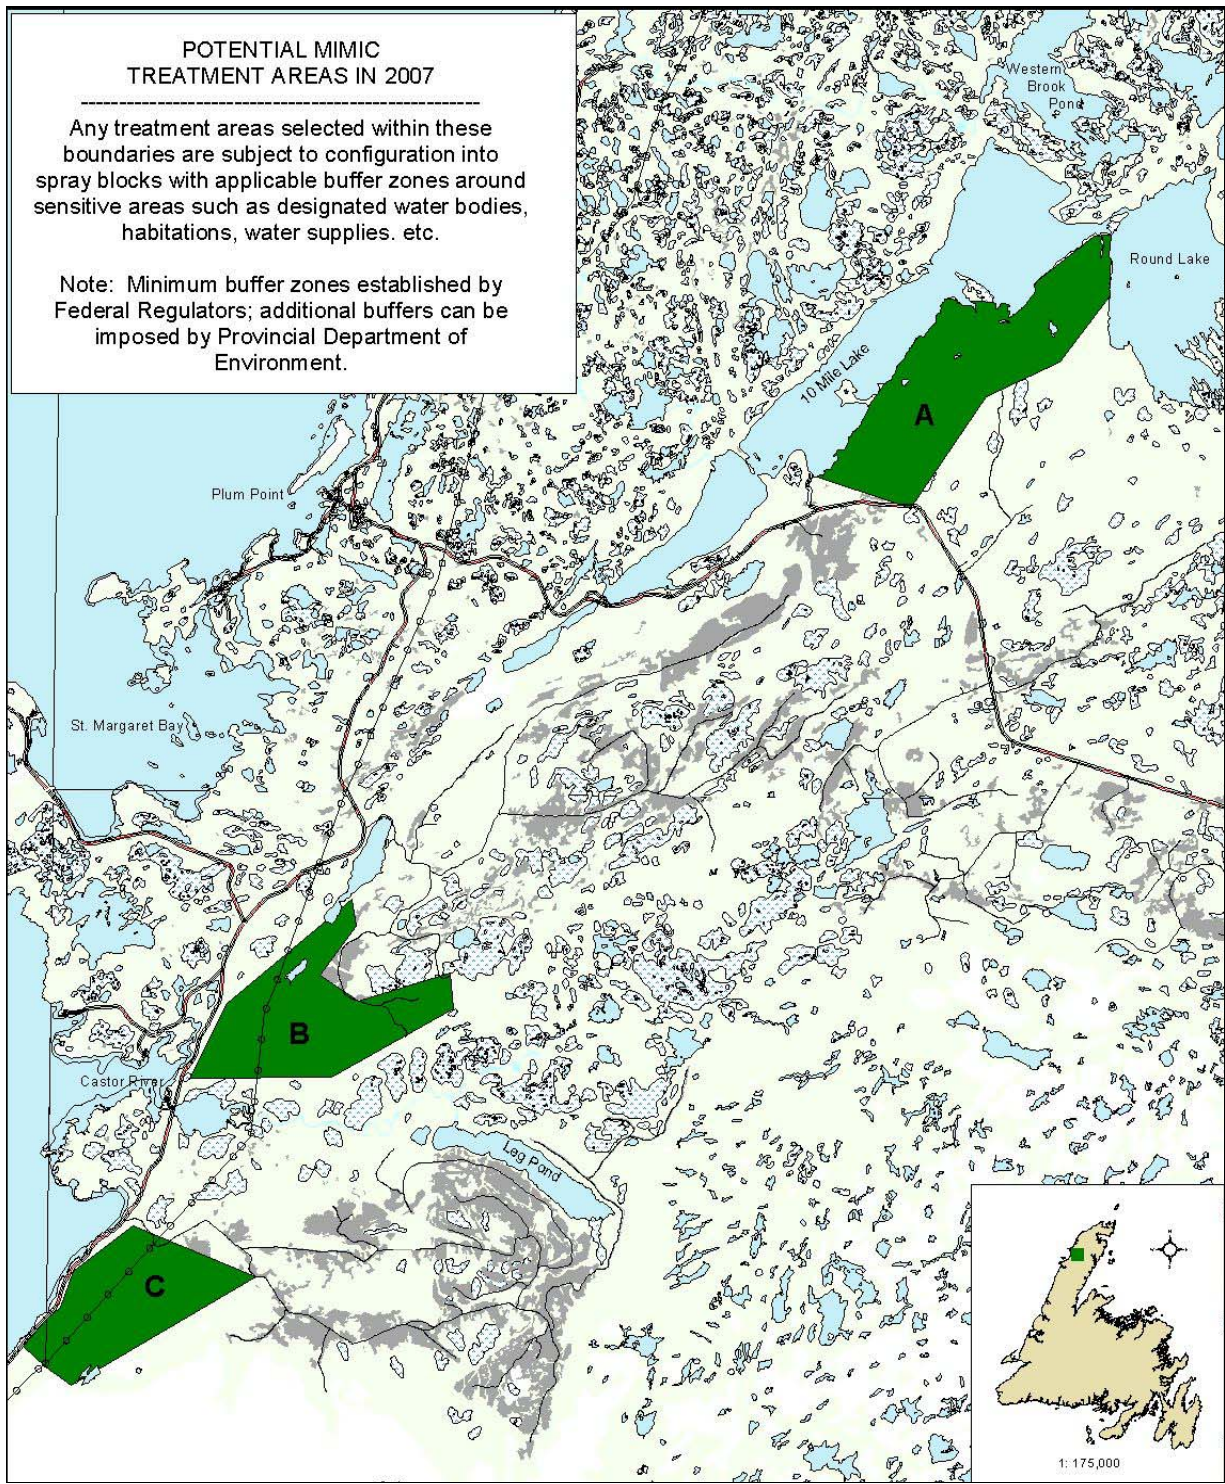 POTENTIAL MIMIC
TREATMENT AREAS IN 2007
----------------------------------------------------
Any treatment areas selected within these
boundaries are subject to configuration into
spray blocks with applicable buffer zones around
sensitive areas such as designated water bodies,
habitations, water supplies. etc.
Note: Minimum buffer zones established by
Federal Regulators; additional buffers can be
imposed by Provincial Department of
Environment.
Western
Brook
Pond
Round Lake
10 Mile Lake
A
Plum Point
St. Margaret Bay
B
Castor River
Leg Pond
C
1: 175,000